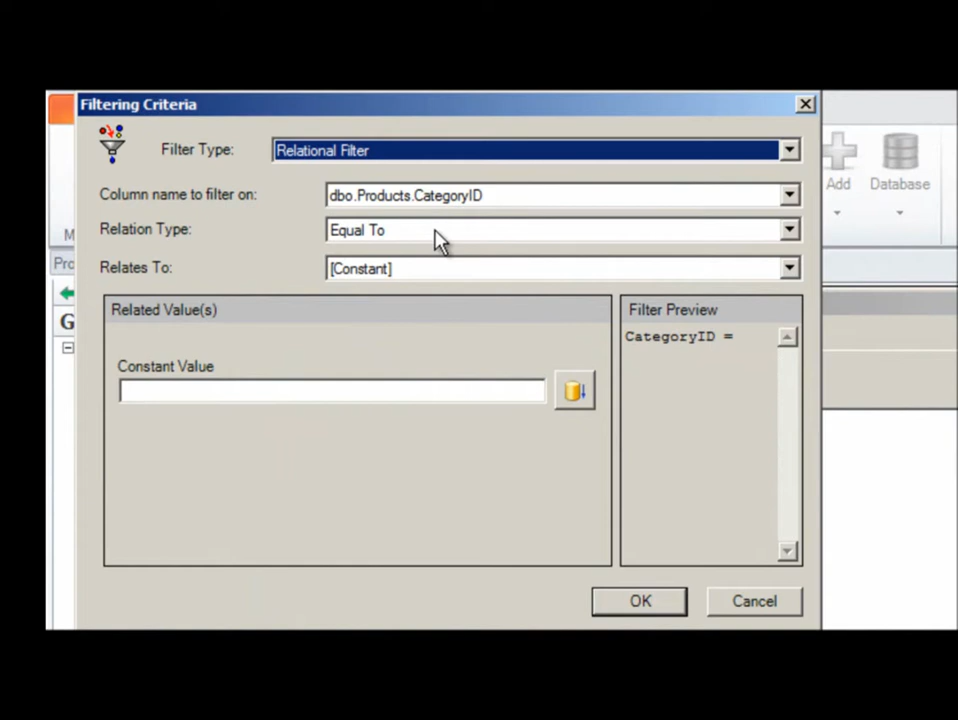 Filtering Criteria
Filter Type: Relational Filter
Column name to filter on: dbo.Products.CategoryID
Relation Type: Equal To
Relates To: [Constant]
Related Value(s)
Filter Preview
CategoryID =
Constant Value
OK Cancel
Add Database
M
Pro
G